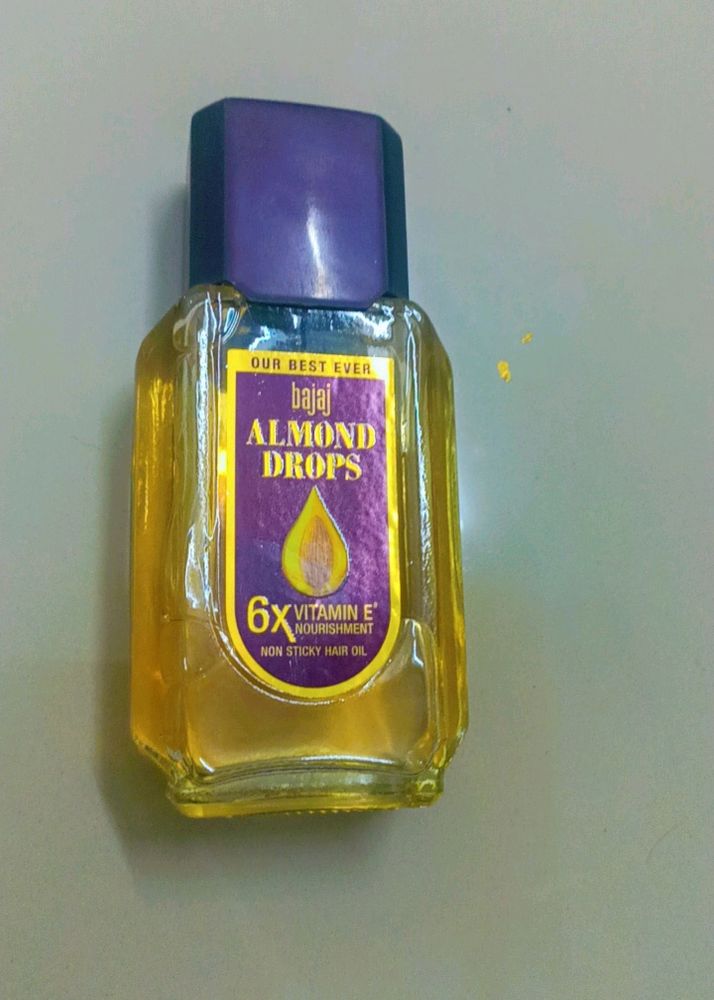 OUR BEST EVER
bajaj
ALMOND
DROPS
6X VITAMIN E*
NOURISHMENT
NON STICKY HAIR OIL